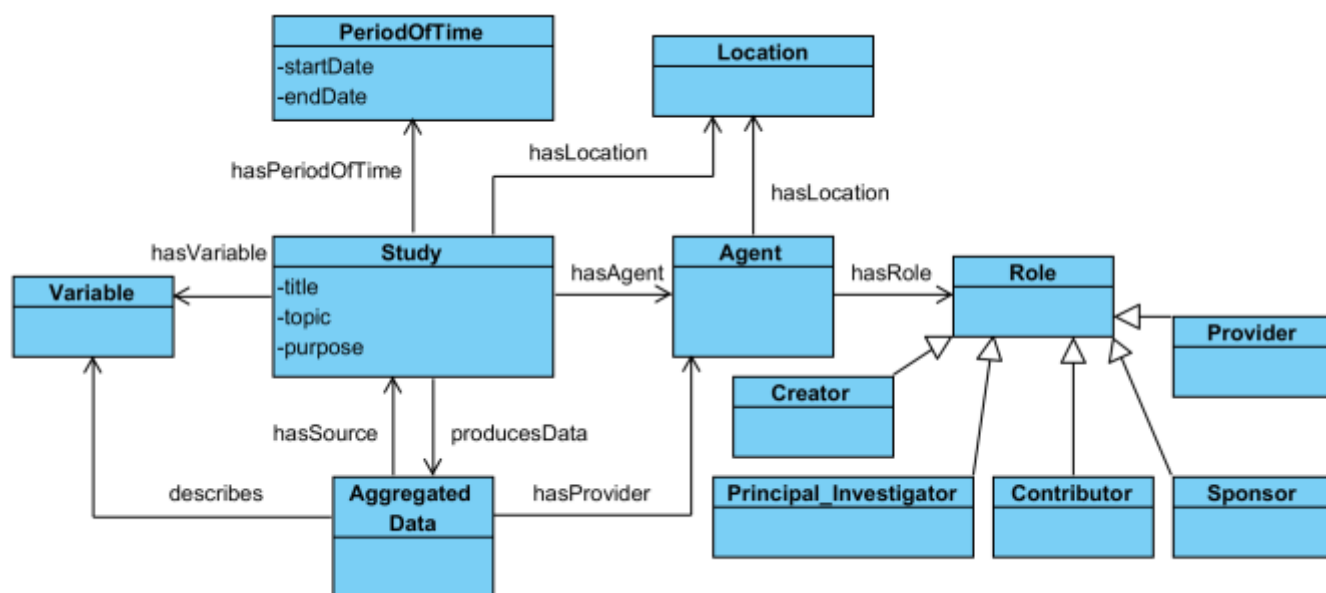 PeriodOfTime
-startDate
-endDate
Location
hasPeriodOfTime
hasLocation
hasLocation
hasVariable
Study
-title
-topic
-purpose
hasAgent
Agent
hasRole
Role
Variable
Provider
Creator
hasSource
producesData
describes
Aggregated
Data
hasProvider
Principal_Investigator
Contributor
Sponsor